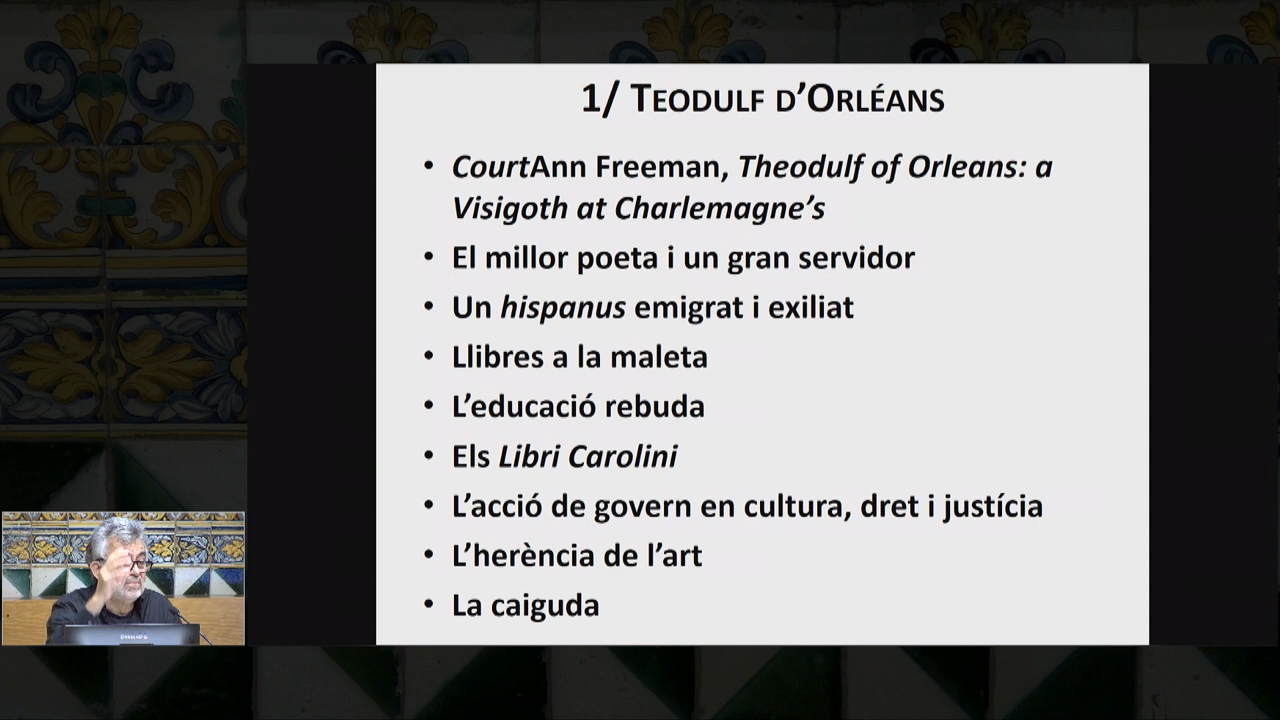 1/ TEODULF D’ORLÉANS
• CourtAnn Freeman, Theodulf of Orleans: a
Visigoth at Charlemagne’s
• El millor poeta i un gran servidor
• Un hispanus emigrat i exiliat
• Llibres a la maleta
• L’educació rebuda
• Els Libri Carolini
• L’acció de govern en cultura, dret i justícia
• L’herència de l’art
• La caiguda